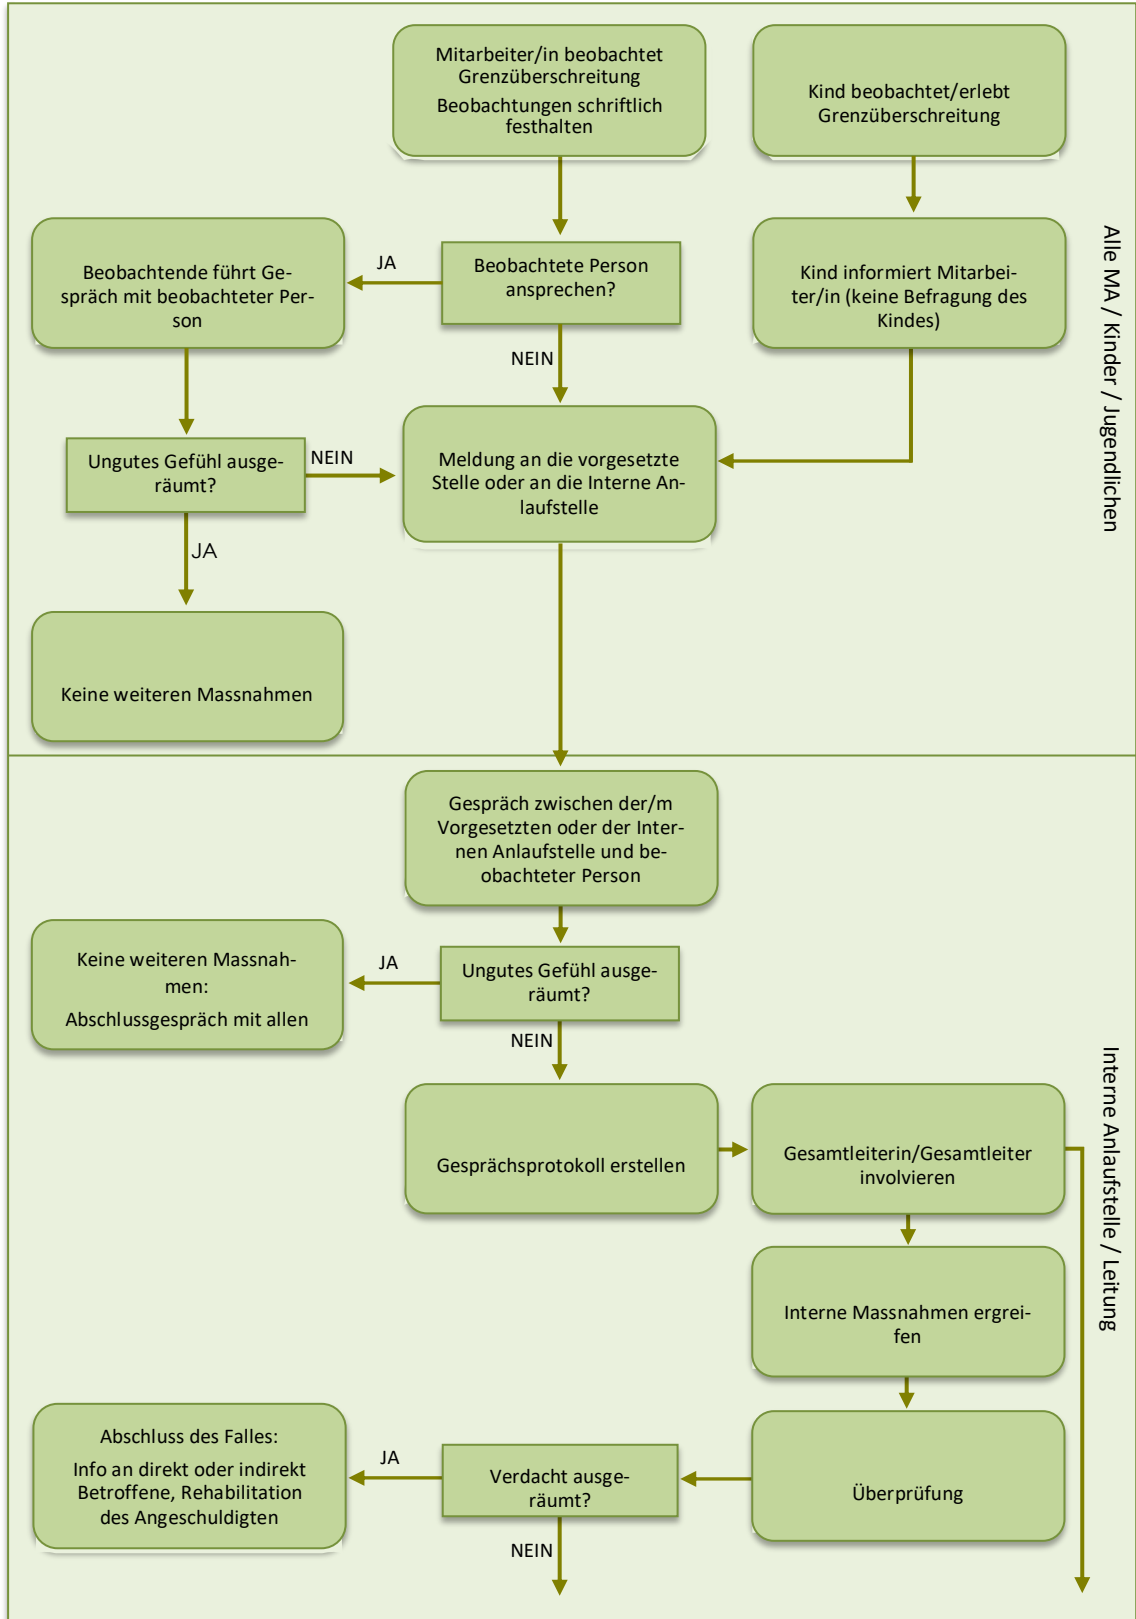 Mitarbeiter/in beobachtet
Grenzüberschreitung
Beobachtungen schriftlich
festhalten
Kind beobachtet/erlebt
Grenzüberschreitung
Alle MA / Kinder / Jugendlichen
Beobachtende führt Ge-
spräch mit beobachteter Per-
son
JA
Beobachtete Person
ansprechen?
Kind informiert Mitarbei-
ter/in (keine Befragung des
Kindes)
NEIN
Ungutes Gefühl ausge-
räumt?
NEIN
Meldung an die vorgesetzte
Stelle oder an die Interne An-
laufstelle
JA
Keine weiteren Massnahmen
Gespräch zwischen der/m
Vorgesetzten oder der Inter-
nen Anlaufstelle und be-
obachteter Person
Keine weiteren Massnah-
men:
Abschlussgespräch mit allen
JA
Ungutes Gefühl ausge-
räumt?
NEIN
Interne Anlaufstelle / Leitung
Gesprächsprotokoll erstellen
Gesamtleiterin/Gesamtleiter
involvieren
Interne Massnahmen ergrei-
fen
Abschluss des Falles:
Info an direkt oder indirekt
Betroffene, Rehabilitation
des Angeschuldigten
JA
Verdacht ausge-
räumt?
Überprüfung
NEIN